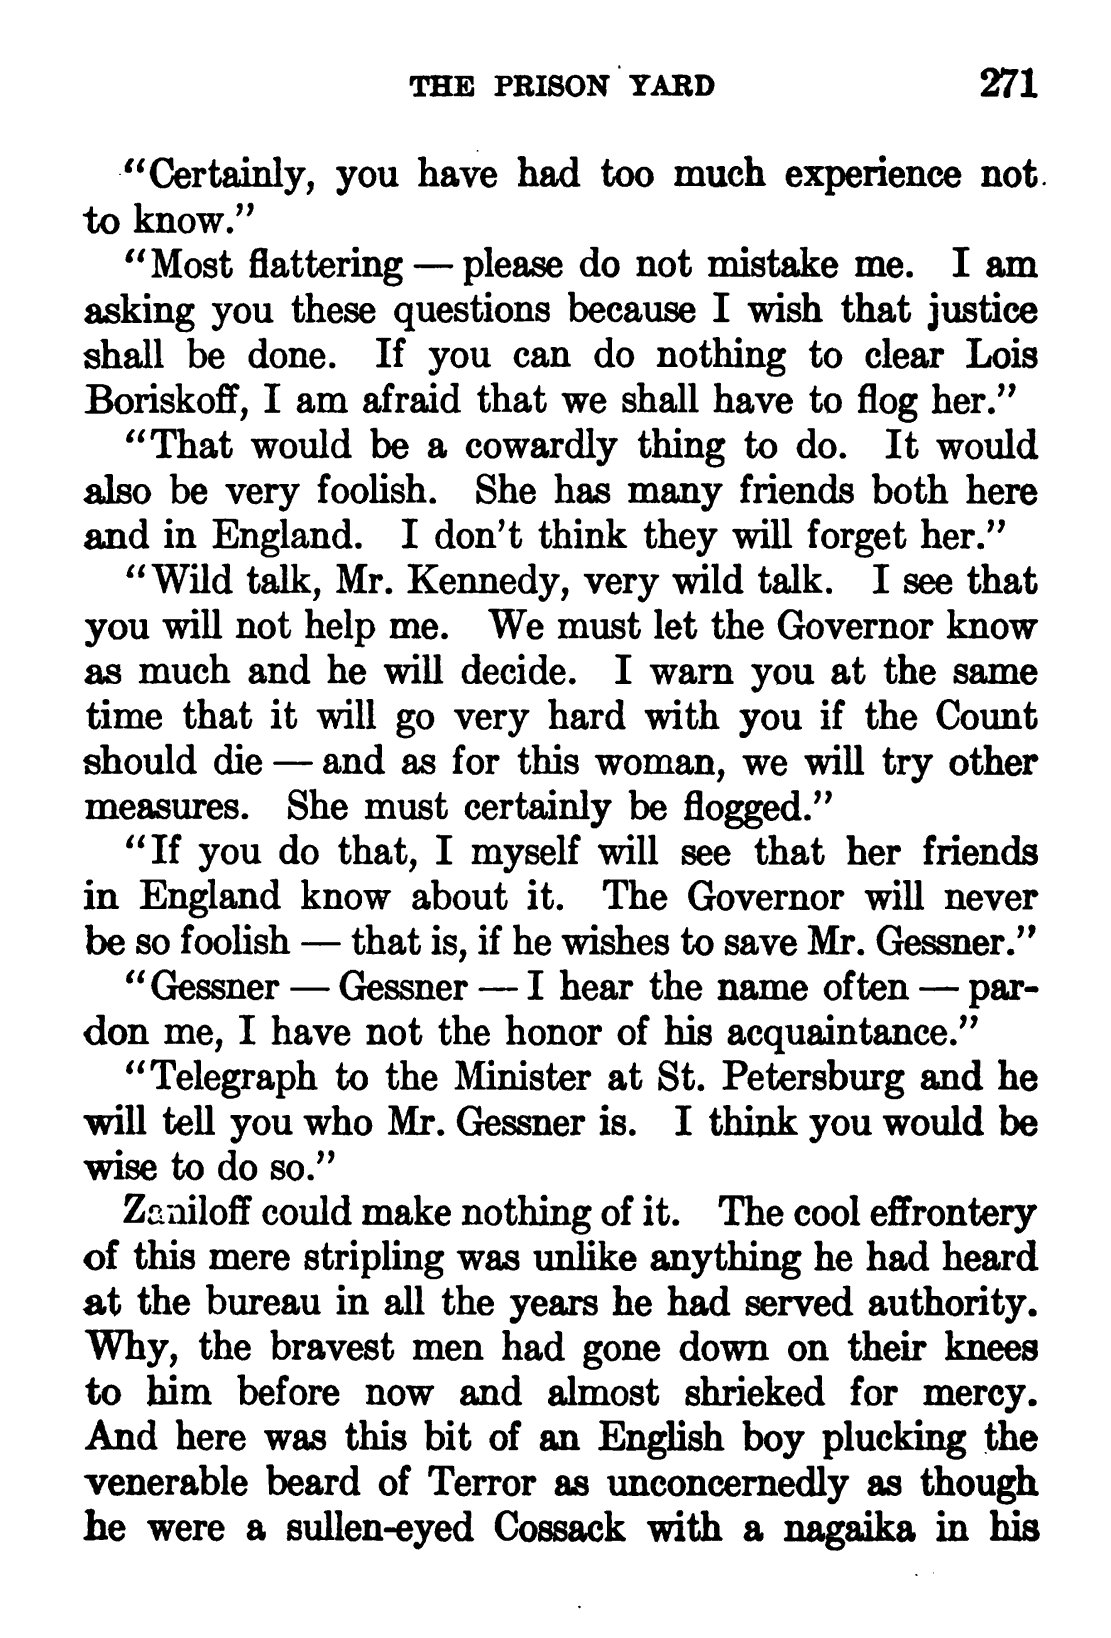 THE PRISON YARD 271
"Certainly, you have had too much experience not
to know."
"Most flattering — please do not mistake me. I am
asking you these questions because I wish that justice
shall be done. If you can do nothing to clear Lois
Boriskoff, I am afraid that we shall have to flog her."
"That would be a cowardly thing to do. It would
also be very foolish. She has many friends both here
and in England. I don't think they will forget her."
"Wild talk, Mr. Kennedy, very wild talk. I see that
you will not help me. We must let the Governor know
as much and he will decide. I warn you at the same
time that it will go very hard with you if the Count
should die — and as for this woman, we will try other
measures. She must certainly be flogged."
"If you do that, I myself will see that her friends
in England know about it. The Governor will never
be so foolish — that is, if he wishes to save Mr. Gessner."
"Gessner — Gessner — I hear the name often — par-
don me, I have not the honor of his acquaintance."
"Telegraph to the Minister at St. Petersburg and he
will tell you who Mr. Gessner is. I think you would be
wise to do so."
Zaniloff could make nothing of it. The cool effrontery
of this mere stripling was unlike anything he had heard
at the bureau in all the years he had served authority.
Why, the bravest men had gone down on their knees
to him before now and almost shrieked for mercy.
And here was this bit of an English boy plucking the
venerable beard of Terror as unconcernedly as though
he were a sullen-eyed Cossack with a nagaika in his